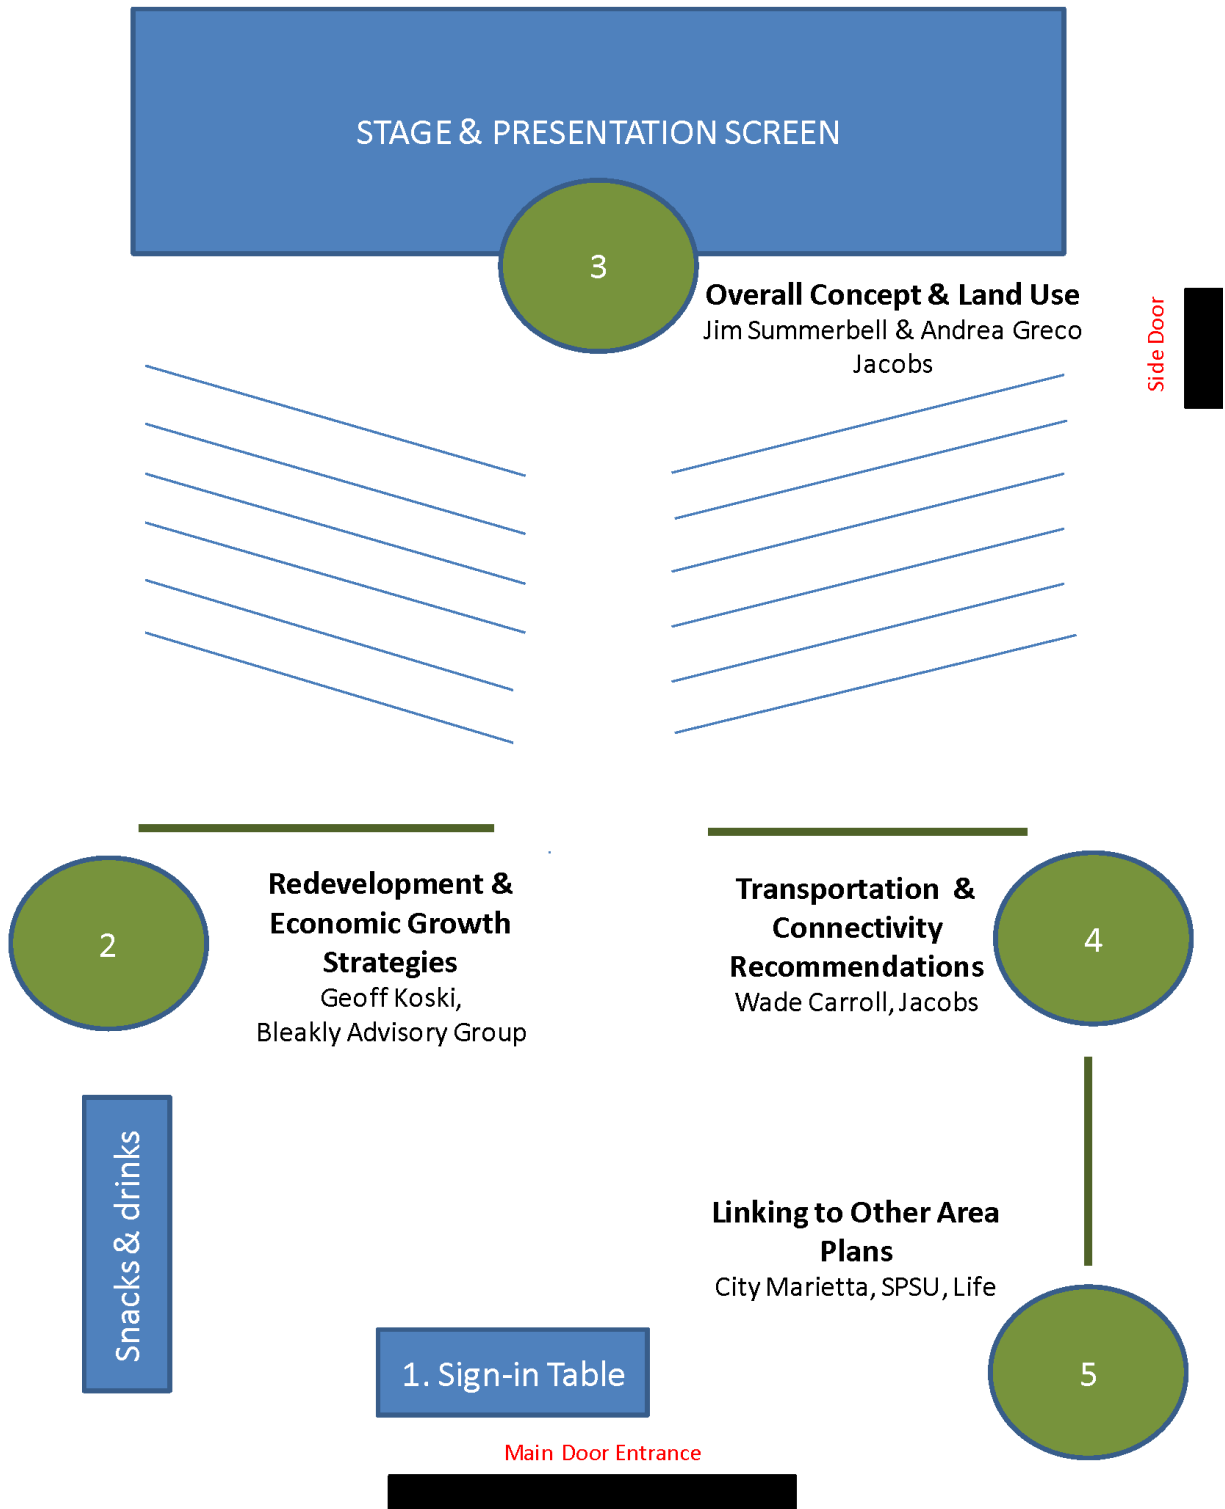 STAGE & PRESENTATION SCREEN
3
Overall Concept & Land Use
Jim Summerbell & Andrea Greco
Jacobs
Side Door
2
Redevelopment &
Economic Growth
Strategies
Geoff Koski,
Bleakly Advisory Group
Transportation &
Connectivity
Recommendations
Wade Carroll, Jacobs
4
Snacks & drinks
Linking to Other Area
Plans
City Marietta, SPSU, Life
5
1. Sign-in Table
Main Door Entrance